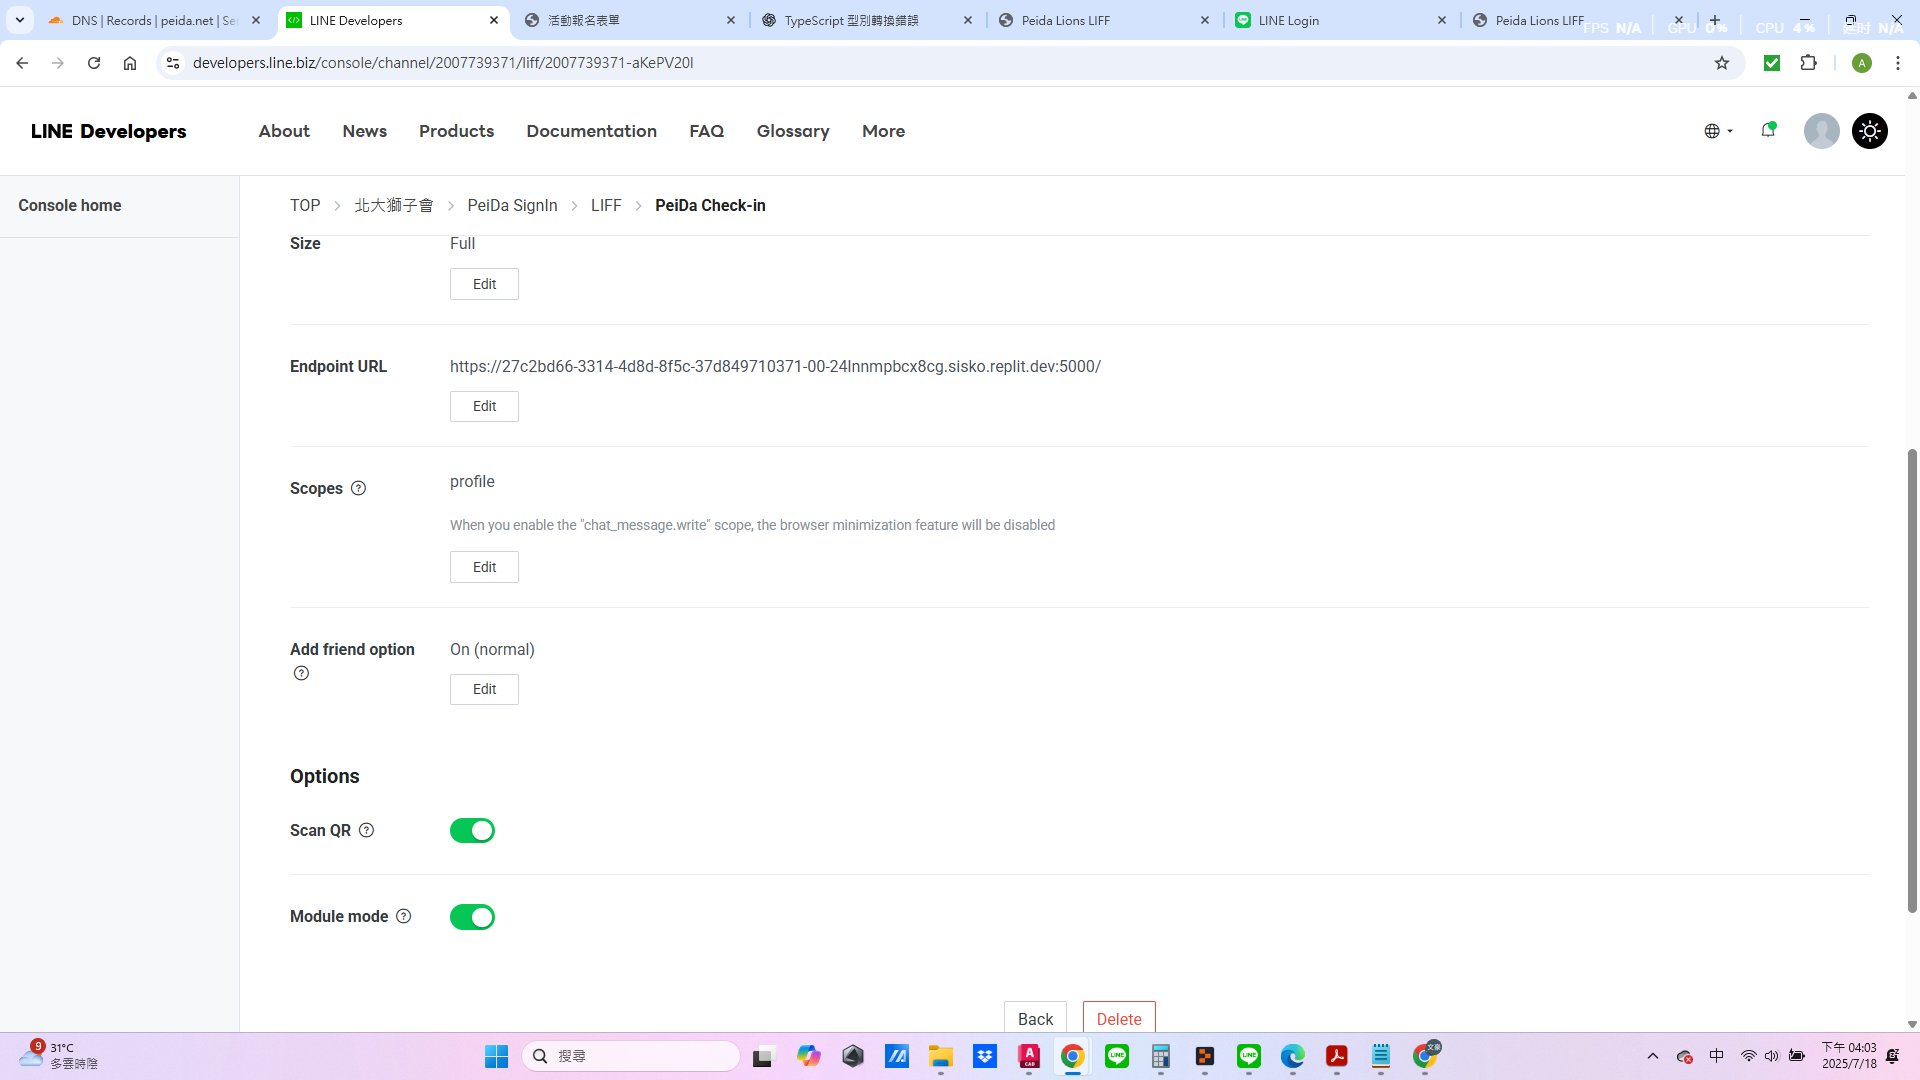 DNS | Records | peida.net | Se
LINE Developers
活動報名表單
TypeScript 型別轉換錯誤
Peida Lions LIFF
LINE Login
Peida Lions LIFF
FPS N/A
GPU 0%
CPU 4%
延时 N/A
developers.line.biz/console/channel/2007739371/liff/2007739371-aKePV20l
A
LINE Developers
About
News
Products
Documentation
FAQ
Glossary
More
Console home
TOP
北大獅子會
PeiDa SignIn
LIFF
PeiDa Check-in
Size
Full
Edit
Endpoint URL
https://27c2bd66-3314-4d8d-8f5c-37d849710371-00-24lnnmpbcx8cg.sisko.replit.dev:5000/
Edit
Scopes ?
profile
When you enable the "chat_message.write" scope, the browser minimization feature will be disabled
Edit
Add friend option
?
On (normal)
Edit
Options
Scan QR ?
Module mode ?
Back
Delete
9
31°C
多雲時陰
搜尋
中
下午 04:03
2025/7/18